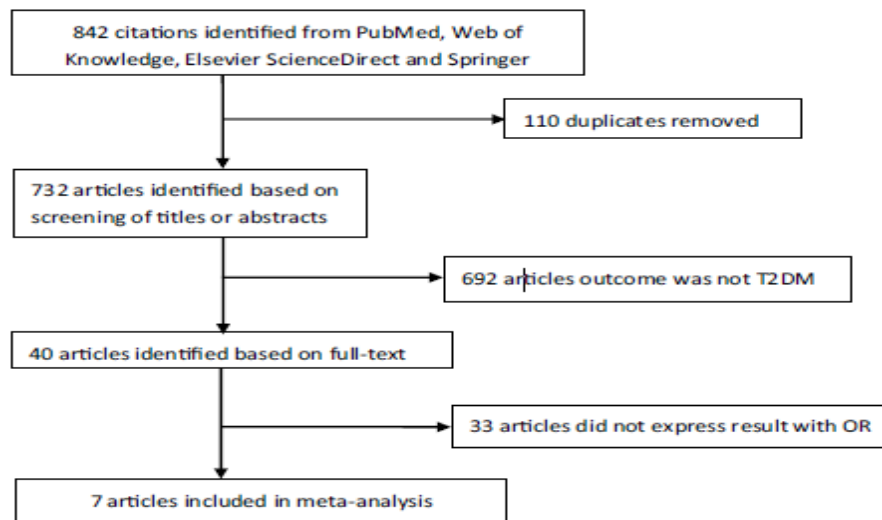 842 citations identified from PubMed, Web of
Knowledge, Elsevier ScienceDirect and Springer
110 duplicates removed
732 articles identified based on
screening of titles or abstracts
692 articles outcome was not T2DM
40 articles identified based on full-text
33 articles did not express result with OR
7 articles included in meta-analysis